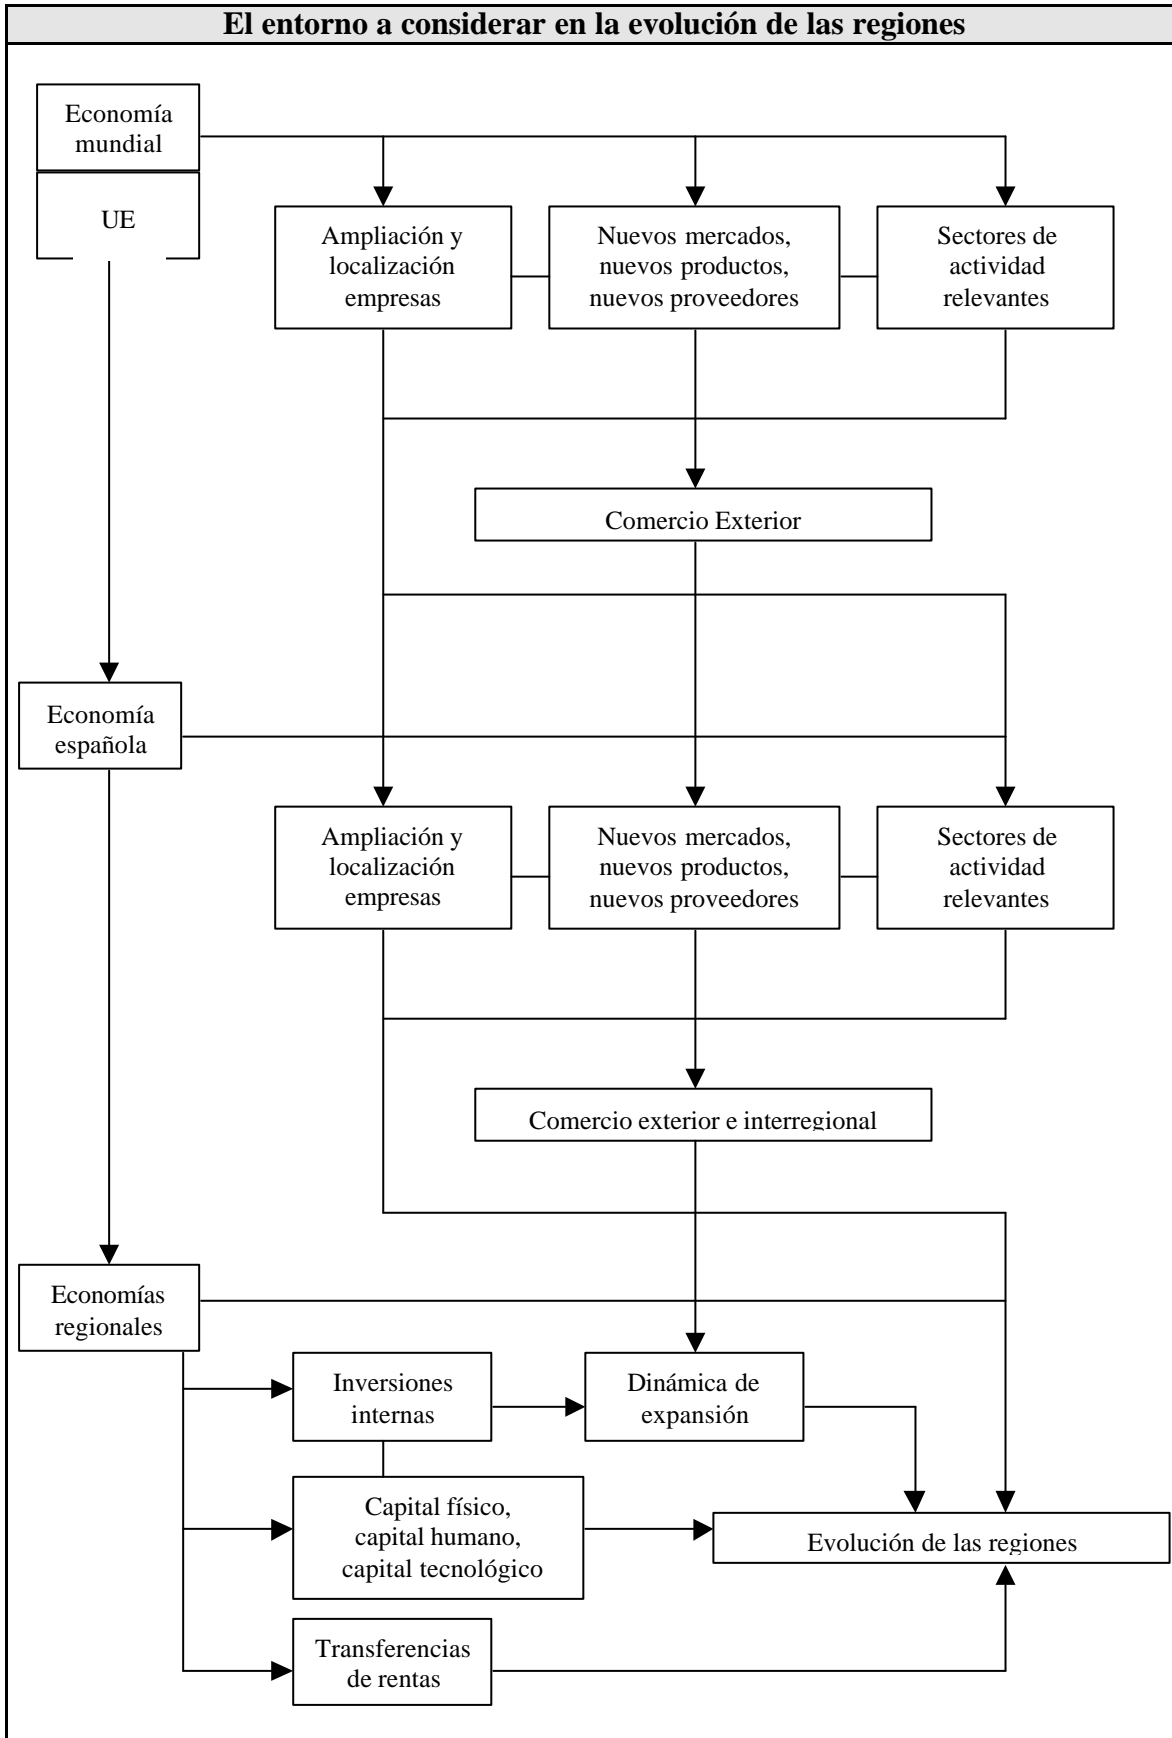 El entorno a considerar en la evolución de las regiones
Economía
mundial
UE
Ampliación y
localización
empresas
Nuevos mercados,
nuevos productos,
nuevos proveedores
Sectores de
actividad
relevantes
Comercio Exterior
Economía
española
Ampliación y
localización
empresas
Nuevos mercados,
nuevos productos,
nuevos proveedores
Sectores de
actividad
relevantes
Comercio exterior e interregional
Economías
regionales
Inversiones
internas
Dinámica de
expansión
Capital físico,
capital humano,
capital tecnológico
Evolución de las regiones
Transferencias
de rentas